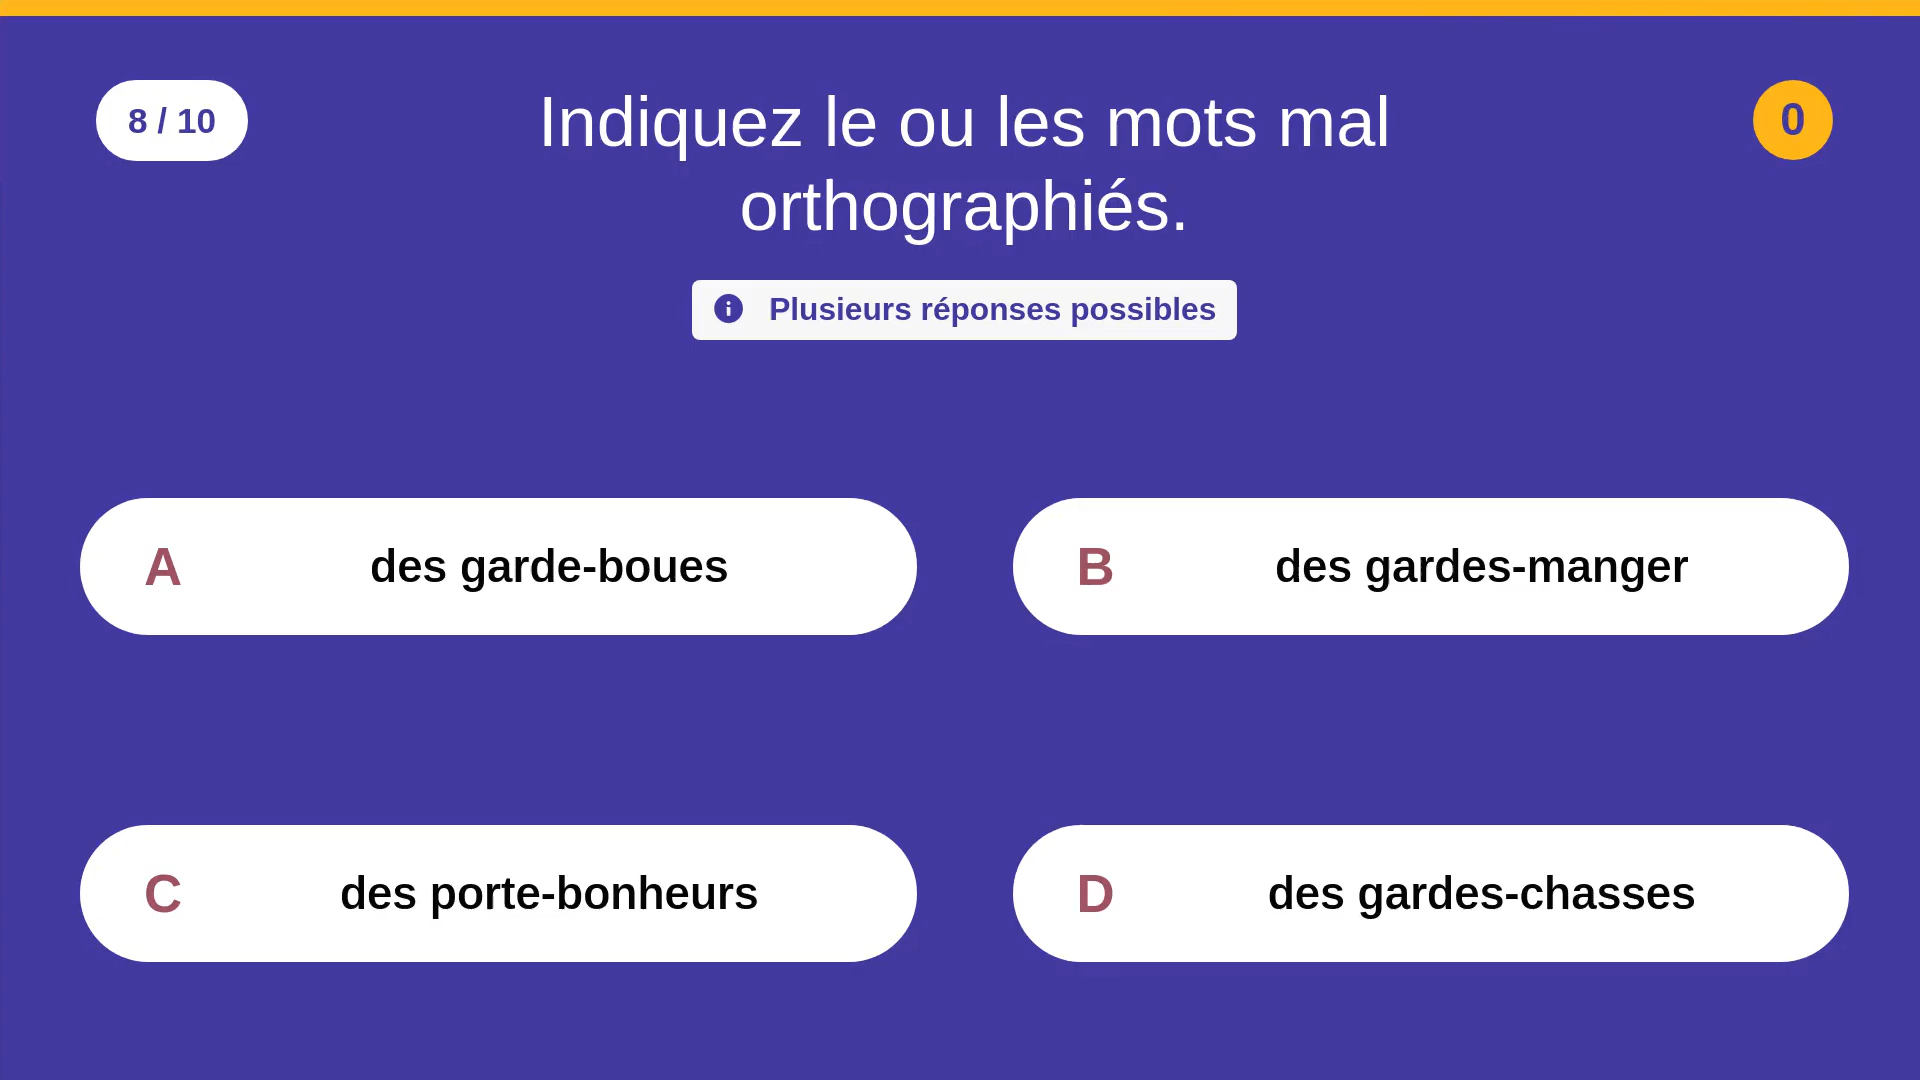 8 / 10
Indiquez le ou les mots mal
orthographiés.
0
Plusieurs réponses possibles
A des garde-boues
B des gardes-manger
C des porte-bonheurs
D des gardes-chasses